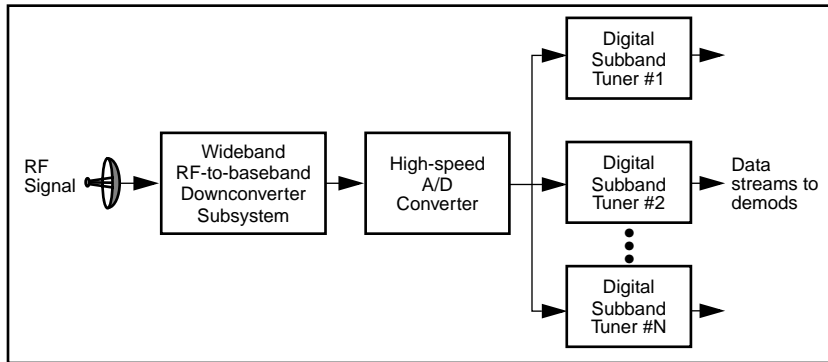 RF
Signal
Wideband
RF-to-baseband
Downconverter
Subsystem
High-speed
A/D
Converter
Digital
Subband
Tuner #1
Digital
Subband
Tuner #2
Digital
Subband
Tuner #N
Data
streams to
demods